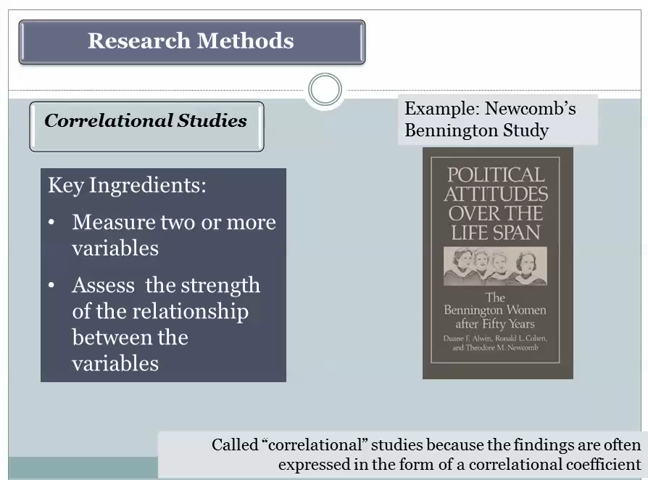 Research Methods
Correlational Studies
Example: Newcomb's
Bennington Study
Key Ingredients:
• Measure two or more
variables
• Assess the strength
of the relationship
between the
variables
POLITICAL
ATTITUDES
OVER THE
LIFE SPAN
The
Bennington Women
after Fifty Years
Duane F. Alwin, Ronald L. Cohen,
and Theodore M. Newcomb
Called "correlational" studies because the findings are often
expressed in the form of a correlational coefficient